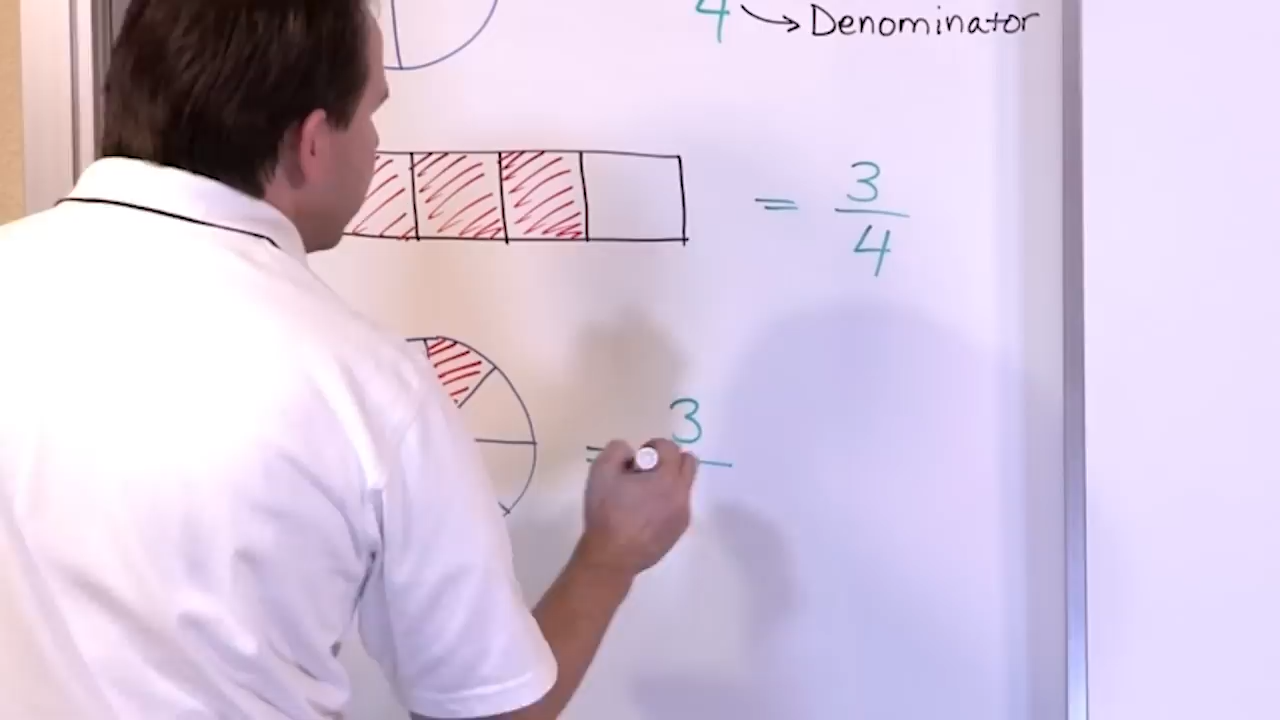 4 → Denominator
= 3/4
= 3